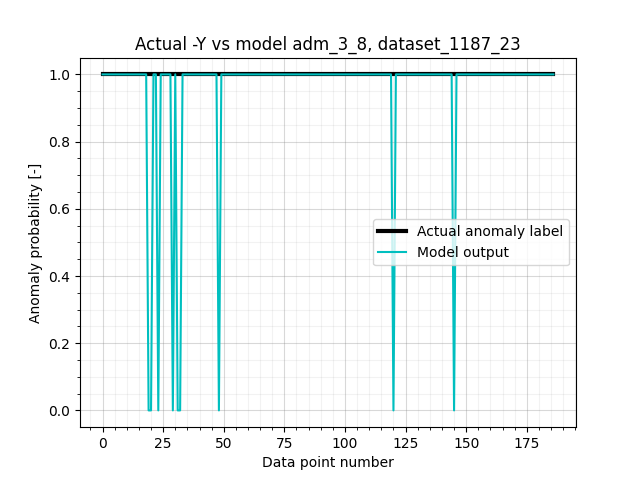 Actual -Y vs model adm_3_8, dataset_1187_23
1.0
0.8
0.6
0.4
0.2
0.0
Anomaly probability [-]
Actual anomaly label
Model output
0 25 50 75 100 125 150 175
Data point number